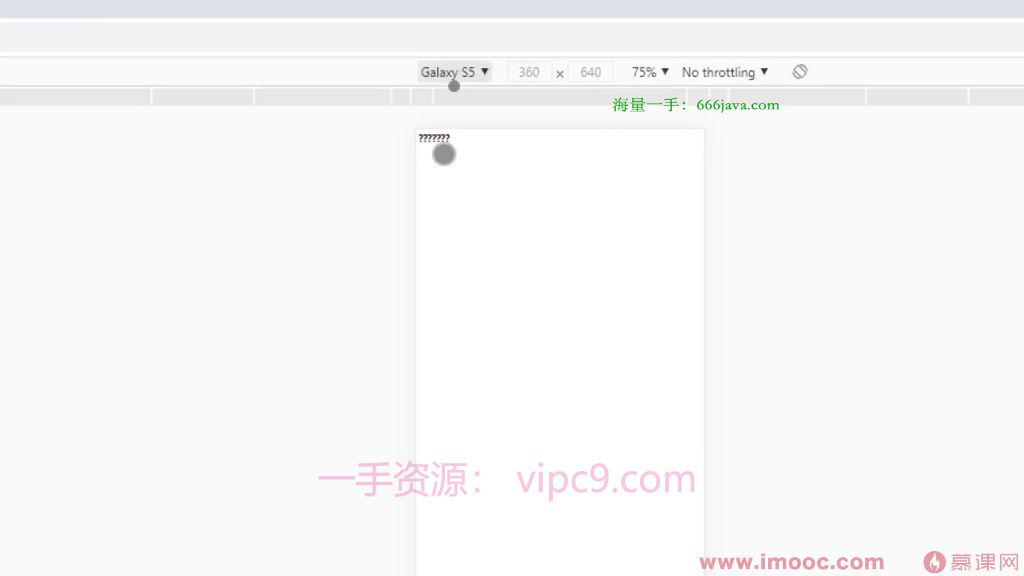 Galaxy S5 ▼ 360 × 640 75% ▼ No throttling ▼
海量一手：666java.com
???????
一手资源： vipc9.com
www.imooc.com 慕课网